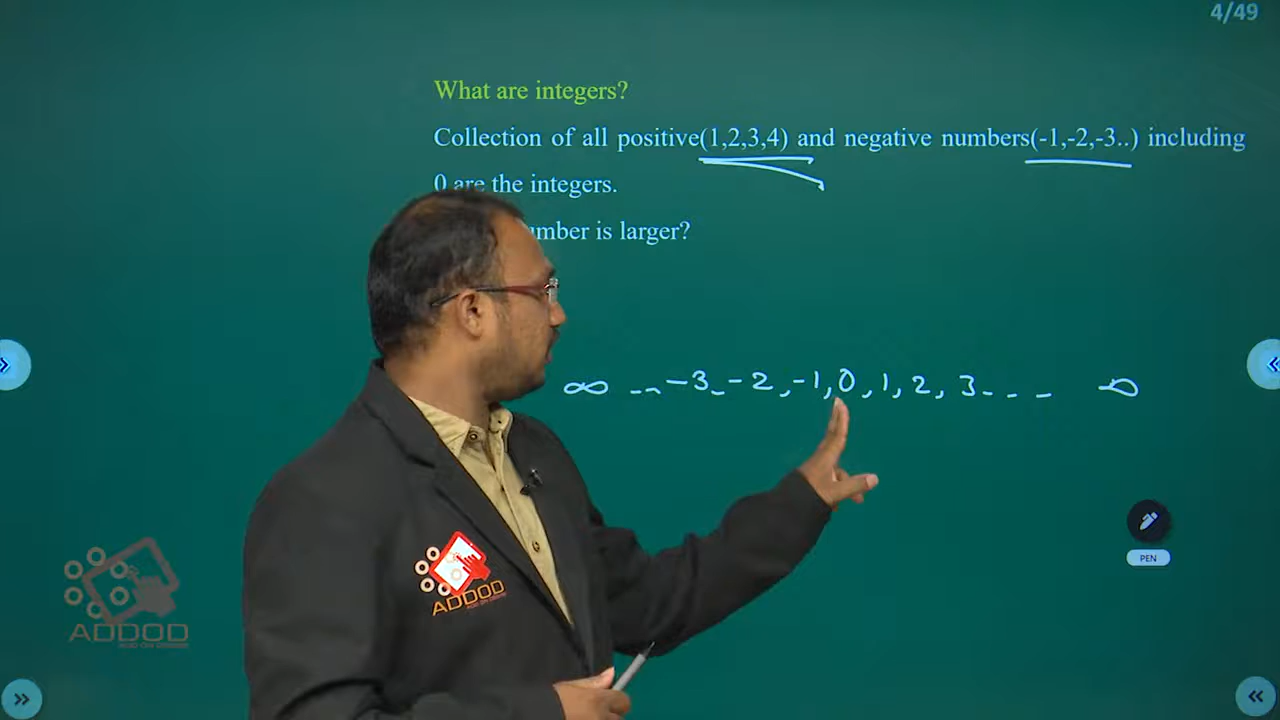 4/49
What are integers?
Collection of all positive(1,2,3,4) and negative numbers(-1,-2,-3..) including
0 are the integers.
is larger?
∞ ... -3, -2, -1, 0, 1, 2, 3 - - - ∞
PEN
ADDOD
ADDOD